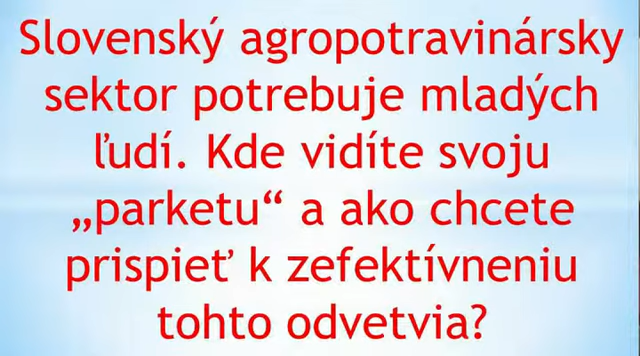 Slovenský agropotravinársky
sektor potrebuje mladých
ľudí. Kde vidíte svoju
„parketu“ a ako chcete
prispieť k zefektívneniu
tohto odvetvia?